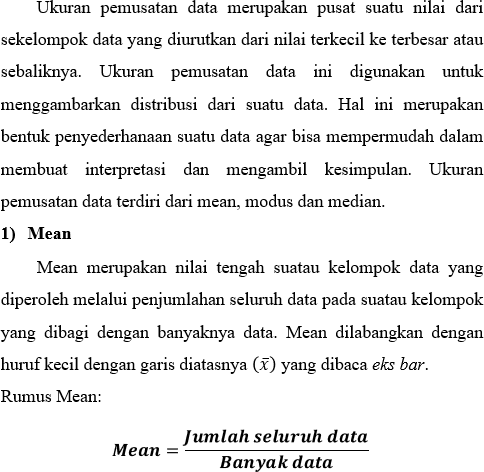 Ukuran pemusatan data merupakan pusat suatu nilai dari
sekelompok data yang diurutkan dari nilai terkecil ke terbesar atau
sebaliknya. Ukuran pemusatan data ini digunakan untuk
menggambarkan distribusi dari suatu data. Hal ini merupakan
bentuk penyederhanaan suatu data agar bisa mempermudah dalam
membuat interpretasi dan mengambil kesimpulan. Ukuran
pemusatan data terdiri dari mean, modus dan median.
1) Mean
Mean merupakan nilai tengah suatau kelompok data yang
diperoleh melalui penjumlahan seluruh data pada suatau kelompok
yang dibagi dengan banyaknya data. Mean dilabangkan dengan
huruf kecil dengan garis diatasnya (x̄) yang dibaca eks bar.
Rumus Mean:
Mean = Jumlah seluruh data / Banyak data